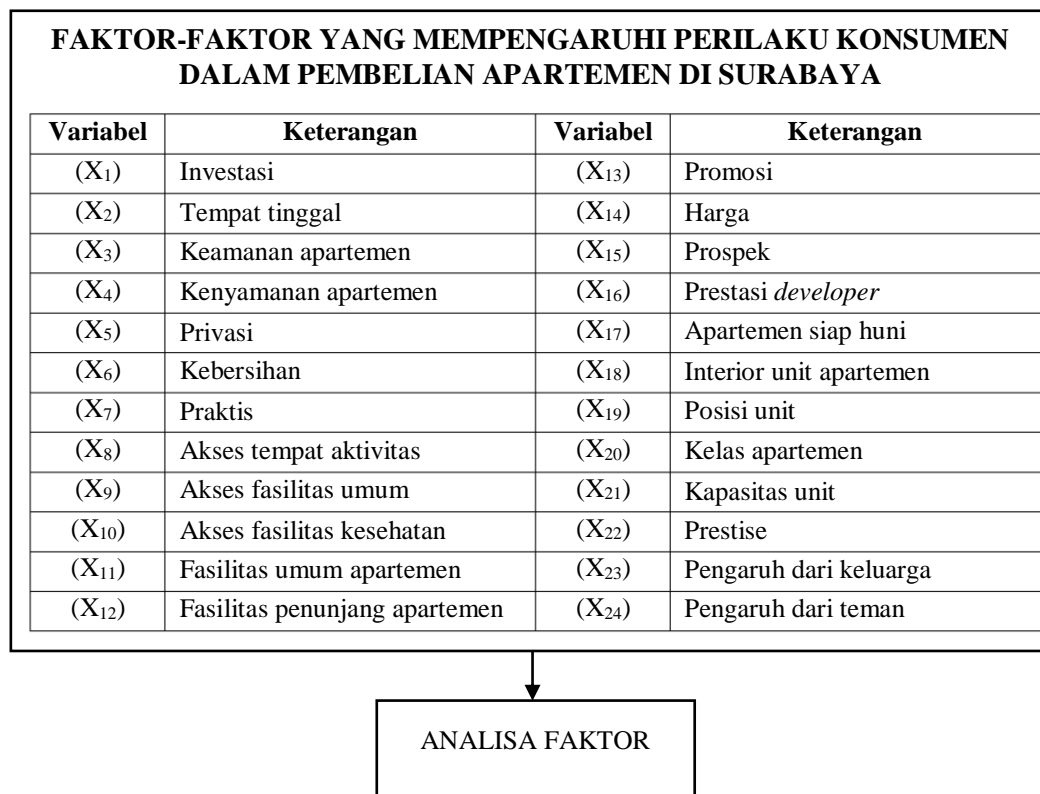 FAKTOR-FAKTOR YANG MEMPENGARUHI PERILAKU KONSUMEN
DALAM PEMBELIAN APARTEMEN DI SURABAYA
Variabel Keterangan Variabel Keterangan
(X₁) Investasi (X₁₃) Promosi
(X₂) Tempat tinggal (X₁₄) Harga
(X₃) Keamanan apartemen (X₁₅) Prospek
(X₄) Kenyamanan apartemen (X₁₆) Prestasi developer
(X₅) Privasi (X₁₇) Apartemen siap huni
(X₆) Kebersihan (X₁₈) Interior unit apartemen
(X₇) Praktis (X₁₉) Posisi unit
(X₈) Akses tempat aktivitas (X₂₀) Kelas apartemen
(X₉) Akses fasilitas umum (X₂₁) Kapasitas unit
(X₁₀) Akses fasilitas kesehatan (X₂₂) Prestise
(X₁₁) Fasilitas umum apartemen (X₂₃) Pengaruh dari keluarga
(X₁₂) Fasilitas penunjang apartemen (X₂₄) Pengaruh dari teman
ANALISA FAKTOR